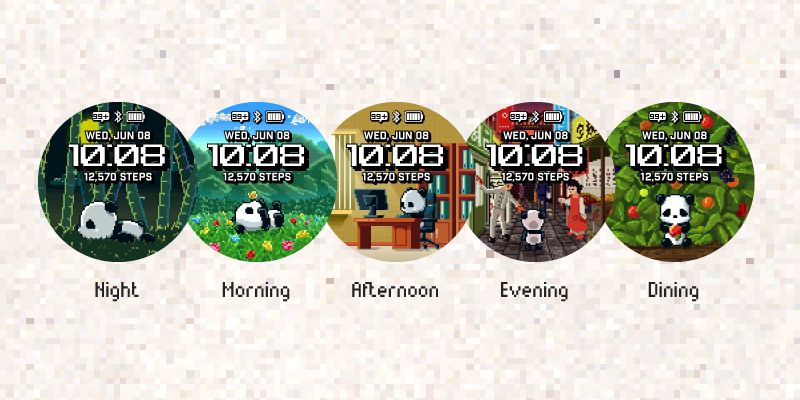 99+
WED, JUN 08
10:08
12,570 STEPS
Night
99+
WED, JUN 08
10:08
12,570 STEPS
Morning
99+
WED, JUN 08
10:08
12,570 STEPS
Afternoon
99+
WED, JUN 08
10:08
12,570 STEPS
Evening
99+
WED, JUN 08
10:08
12,570 STEPS
Dining